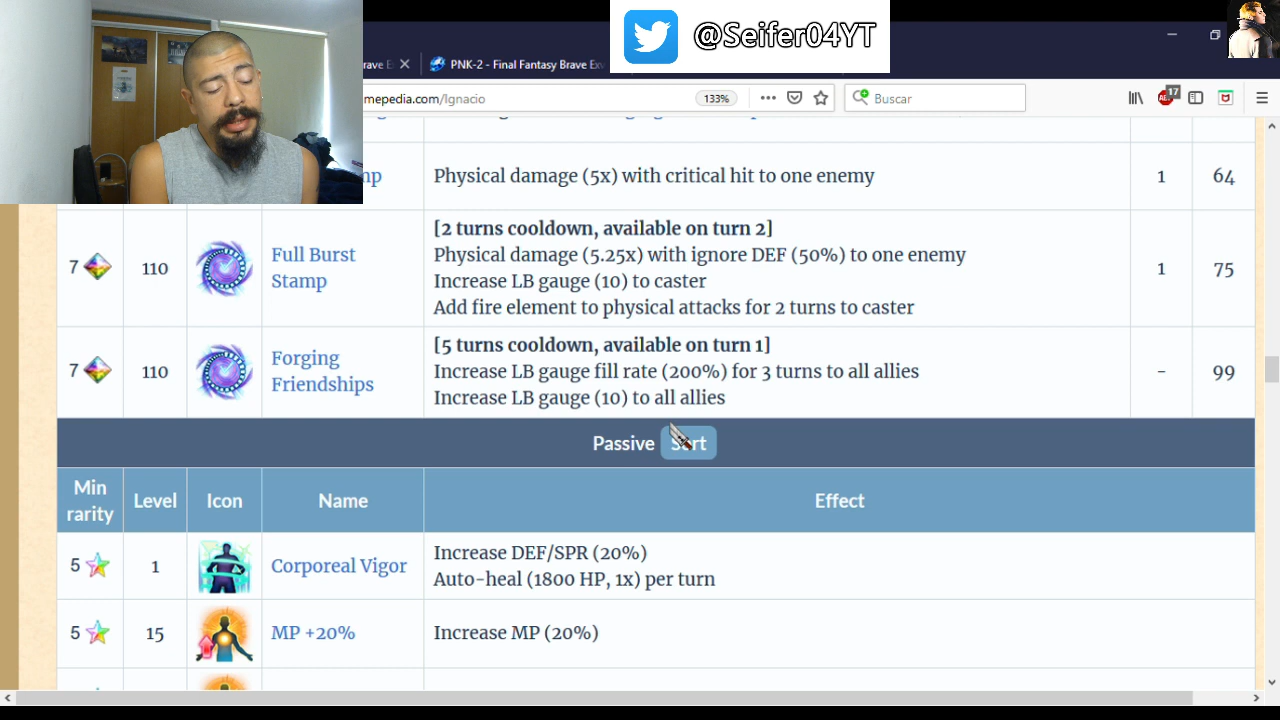 @Seifer04YT
rave E
PNK-2 - Final Fantasy Brave Ex
mepedia.com/Ignacio
133%
Buscar
17
mp
Physical damage (5x) with critical hit to one enemy
1
64
7
110
Full Burst
Stamp
[2 turns cooldown, available on turn 2]
Physical damage (5.25x) with ignore DEF (50%) to one enemy
Increase LB gauge (10) to caster
Add fire element to physical attacks for 2 turns to caster
1
75
7
110
Forging
Friendships
[5 turns cooldown, available on turn 1]
Increase LB gauge fill rate (200%) for 3 turns to all allies
Increase LB gauge (10) to all allies
-
99
Passive
Sort
Min
rarity
Level
Icon
Name
Effect
5
1
Corporeal Vigor
Increase DEF/SPR (20%)
Auto-heal (1800 HP, 1x) per turn
5
15
MP +20%
Increase MP (20%)